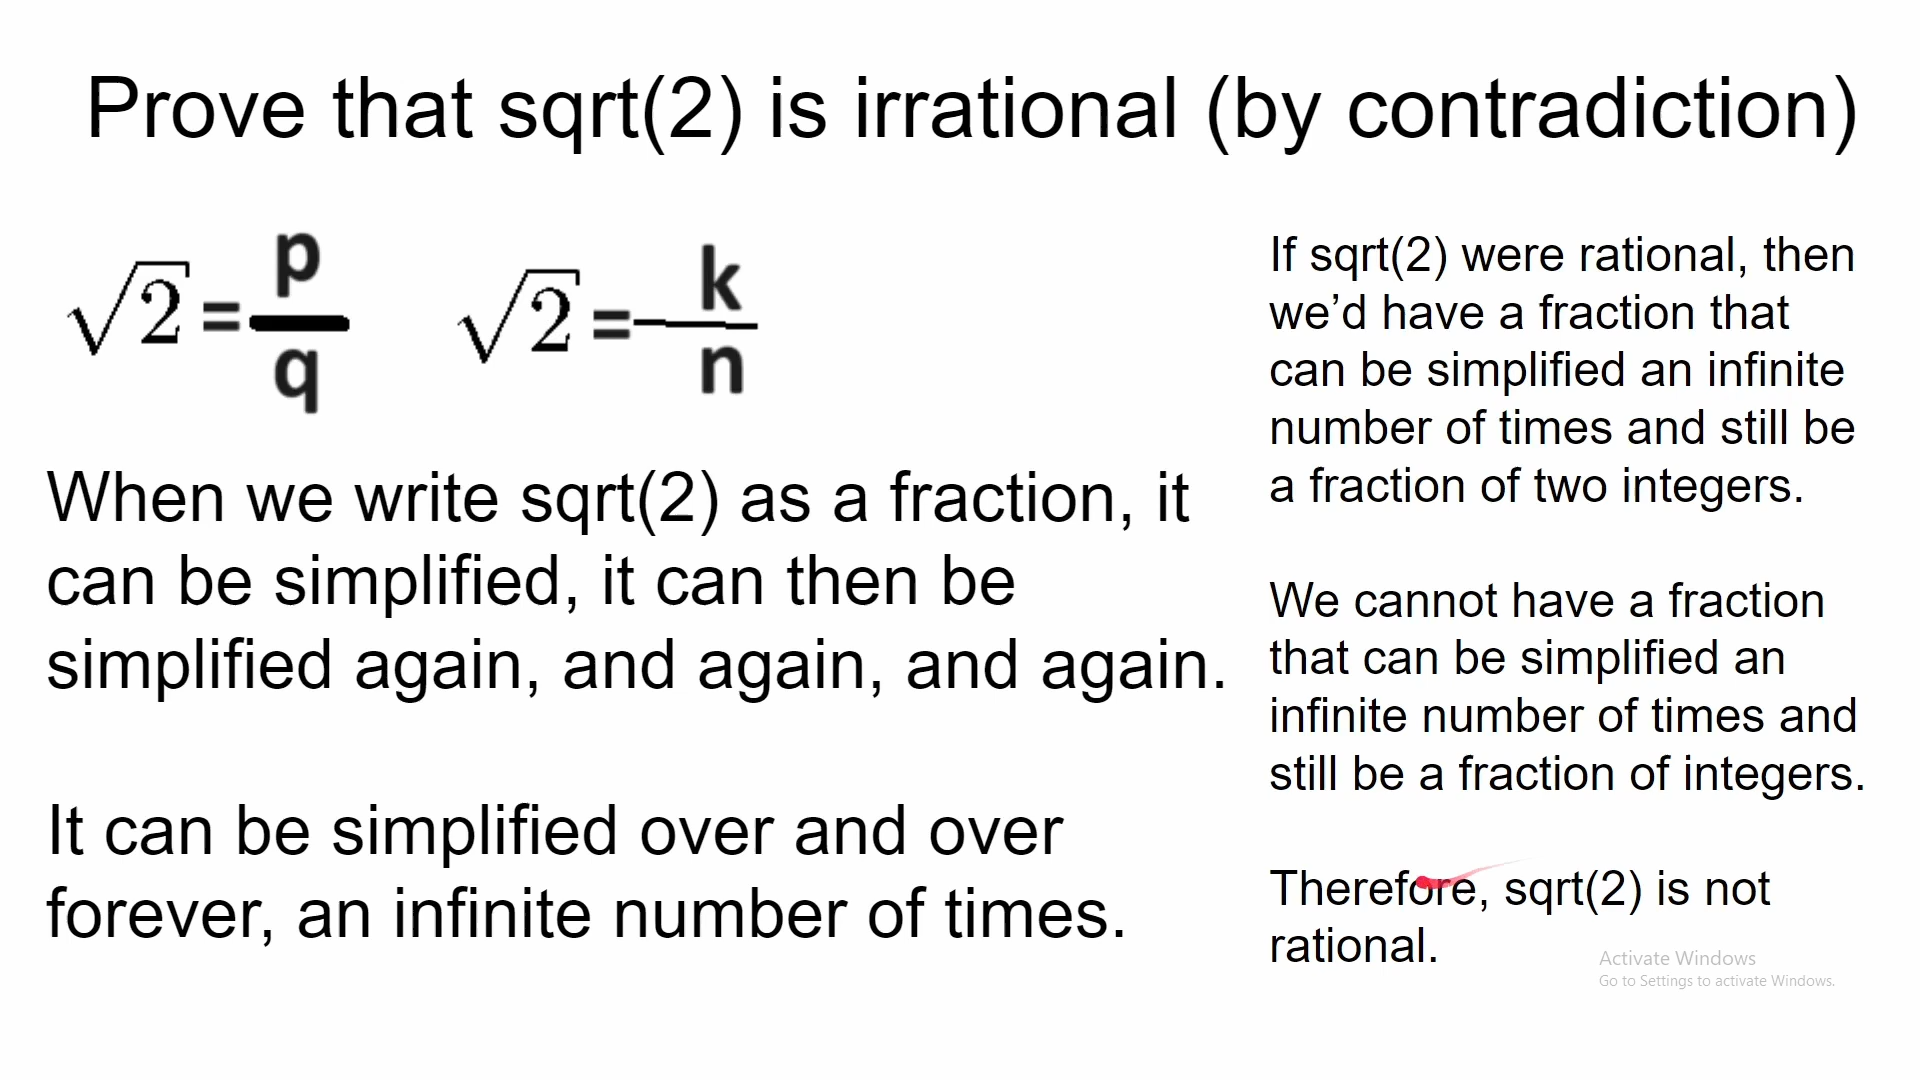 Prove that sqrt(2) is irrational (by contradiction)
√2 = p/q √2 = k/n
When we write sqrt(2) as a fraction, it
can be simplified, it can then be
simplified again, and again, and again.
It can be simplified over and over
forever, an infinite number of times.
If sqrt(2) were rational, then
we’d have a fraction that
can be simplified an infinite
number of times and still be
a fraction of two integers.
We cannot have a fraction
that can be simplified an
infinite number of times and
still be a fraction of integers.
Therefore, sqrt(2) is not
rational.
Activate Windows
Go to Settings to activate Windows.